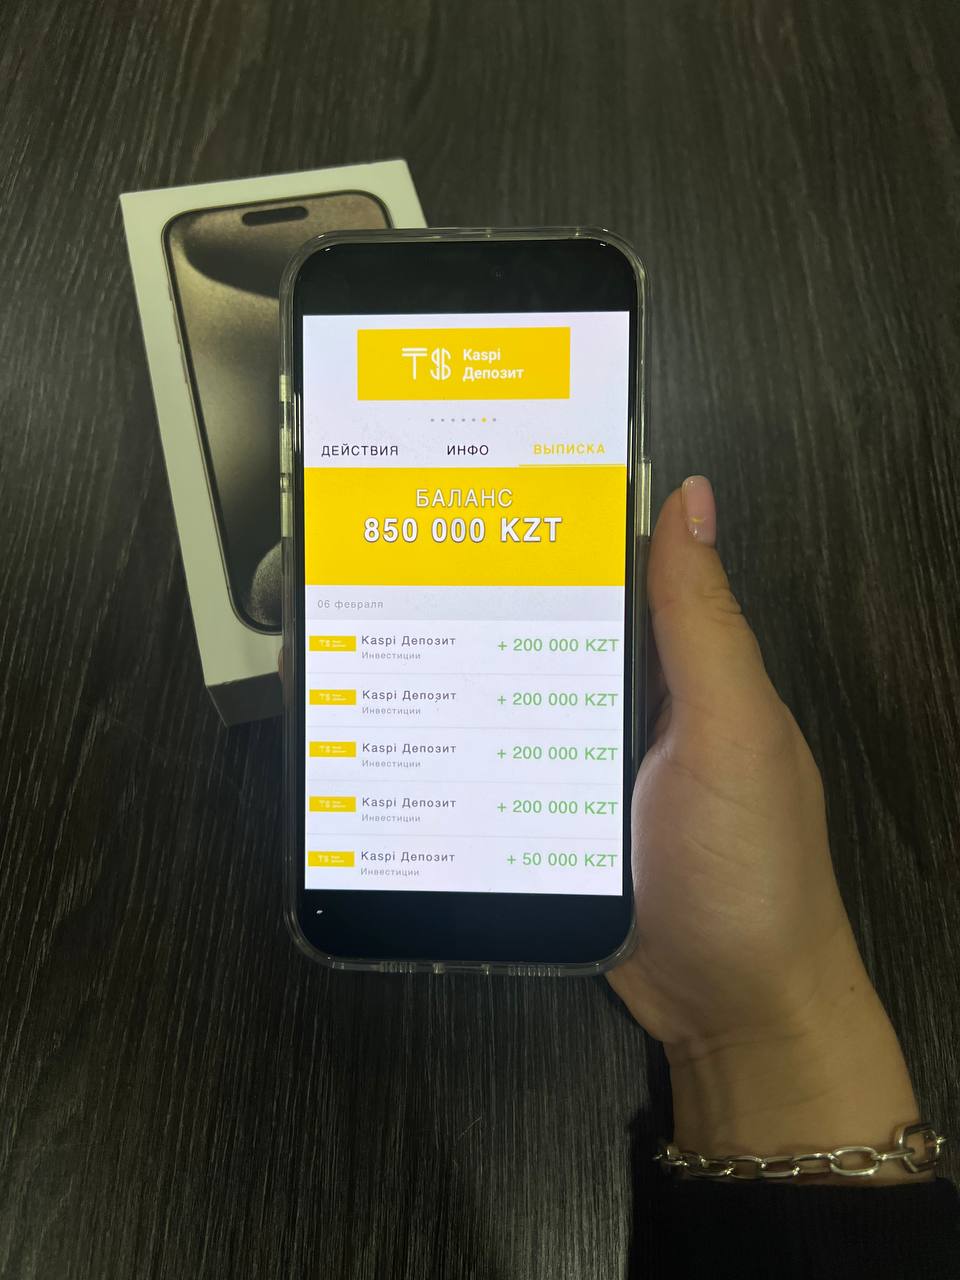 Kaspi
Депозит
ДЕЙСТВИЯ ИНФО ВЫПИСКА
БАЛАНС
850 000 KZT
06 февраля
Kaspi Депозит + 200 000 KZT
Инвестиции
Kaspi Депозит + 200 000 KZT
Инвестиции
Kaspi Депозит + 200 000 KZT
Инвестиции
Kaspi Депозит + 200 000 KZT
Инвестиции
Kaspi Депозит + 50 000 KZT
Инвестиции